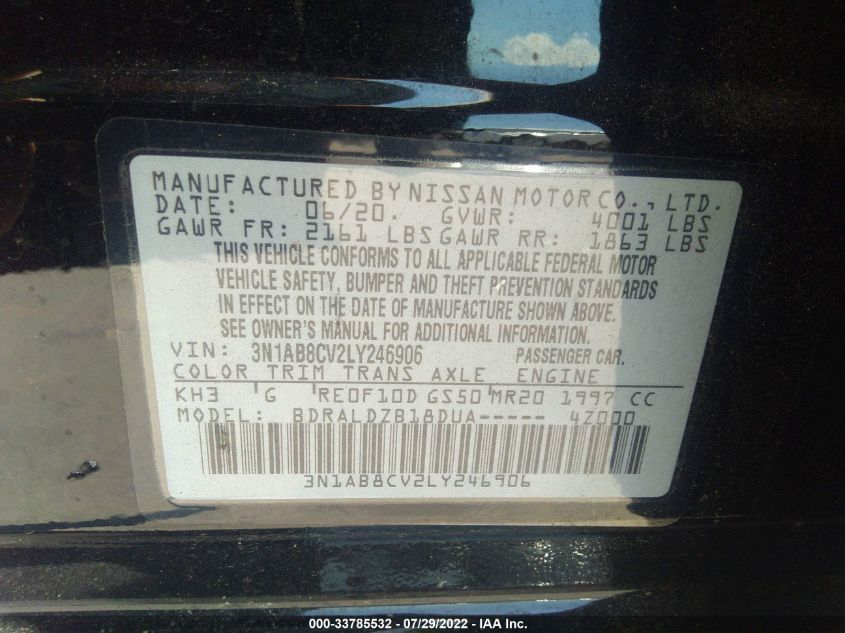 MANUFACTURED BY NISSAN MOTOR CO., LTD.
DATE: 06/20. GVWR: 4001 LBS
GAWR FR: 2161 LBS GAWR RR: 1863 LBS
THIS VEHICLE CONFORMS TO ALL APPLICABLE FEDERAL MOTOR
VEHICLE SAFETY, BUMPER AND THEFT PREVENTION STANDARDS
IN EFFECT ON THE DATE OF MANUFACTURE SHOWN ABOVE.
SEE OWNER'S MANUAL FOR ADDITIONAL INFORMATION.
VIN: 3N1AB8CV2LY246906 PASSENGER CAR.
COLOR TRIM TRANS AXLE ENGINE
KH3 G RE0F10D GS50 MR20 1997 CC
MODEL: BDRALDZB18DUA----- 4Z000
3N1AB8CV2LY246906
000-33785532 - 07/29/2022 - IAA Inc.